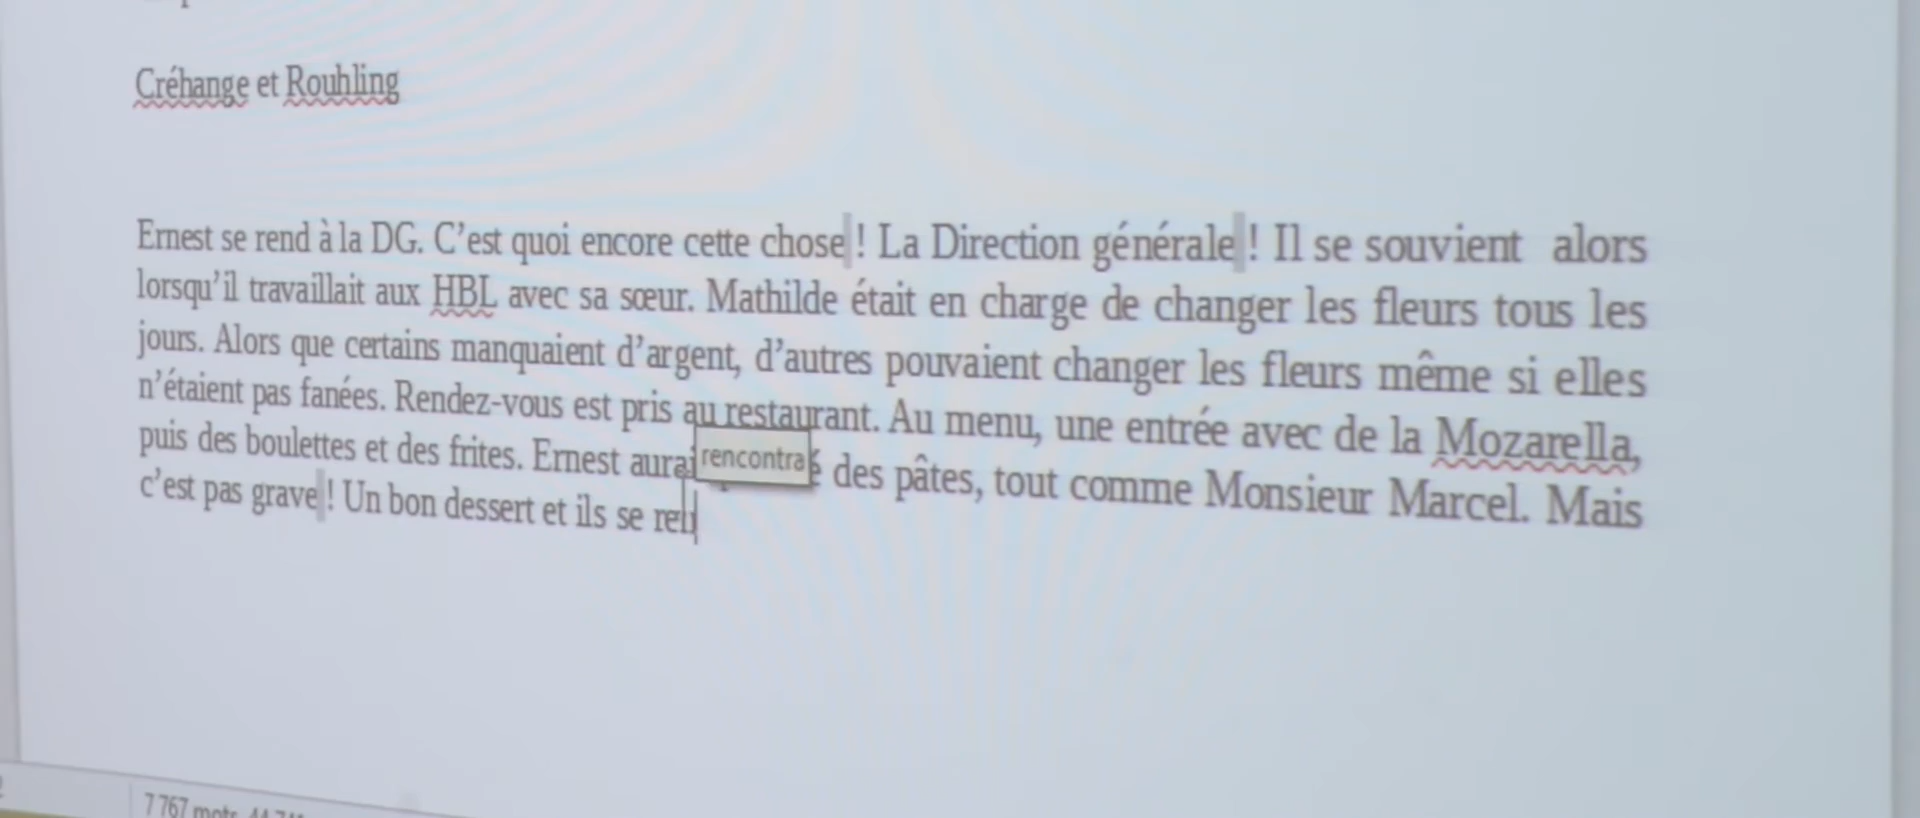 Créhange et Rouhling
Ernest se rend à la DG. C’est quoi encore cette chose ! La Direction générale ! Il se souvient alors
lorsqu’il travaillait aux HBL avec sa sœur. Mathilde était en charge de changer les fleurs tous les
jours. Alors que certains manquaient d’argent, d’autres pouvaient changer les fleurs même si elles
n’étaient pas fanées. Rendez-vous est pris au restaurant. Au menu, une entrée avec de la Mozarella,
puis des boulettes et des frites. Ernest aurai des pâtes, tout comme Monsieur Marcel. Mais
rencontra
c’est pas grave ! Un bon dessert et ils se
7 767 mots